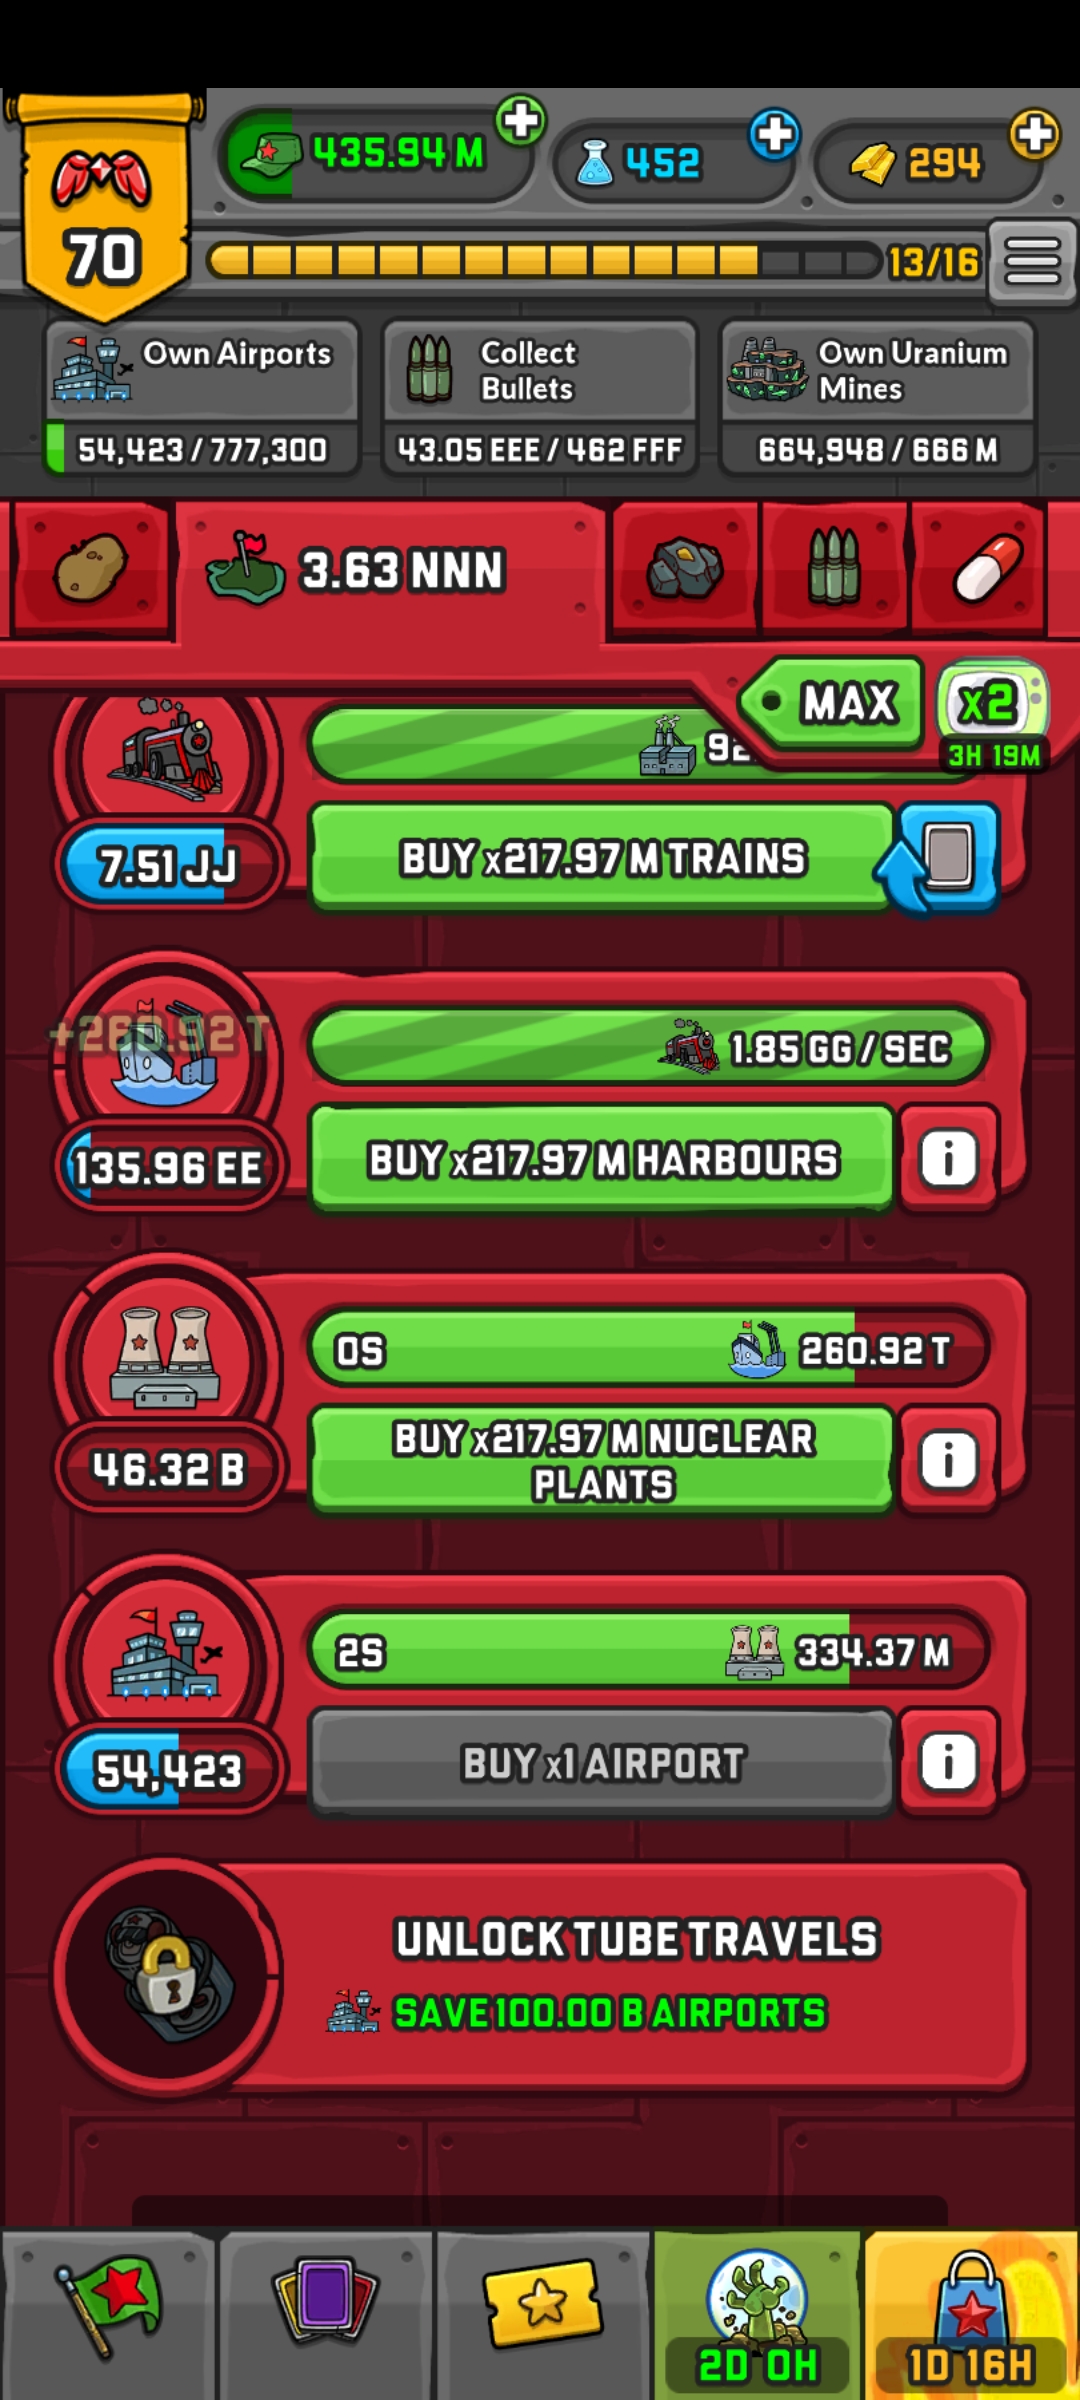 70
435.94 M
452
294
13/16
Own Airports
54,423 / 777,300
Collect
Bullets
43.05 EEE / 462 FFF
Own Uranium
Mines
664,948 / 666 M
3.63 NNN
MAX
x2
3H 19M
92
7.51 JJ
BUY x217.97 M TRAINS
+260.92 T
1.85 GG / SEC
135.96 EE
BUY x217.97 M HARBOURS
i
0S
260.92 T
46.32 B
BUY x217.97 M NUCLEAR
PLANTS
i
2S
334.37 M
54,423
BUY x1 AIRPORT
i
UNLOCK TUBE TRAVELS
SAVE 100.00 B AIRPORTS
2D 0H
1D 16H